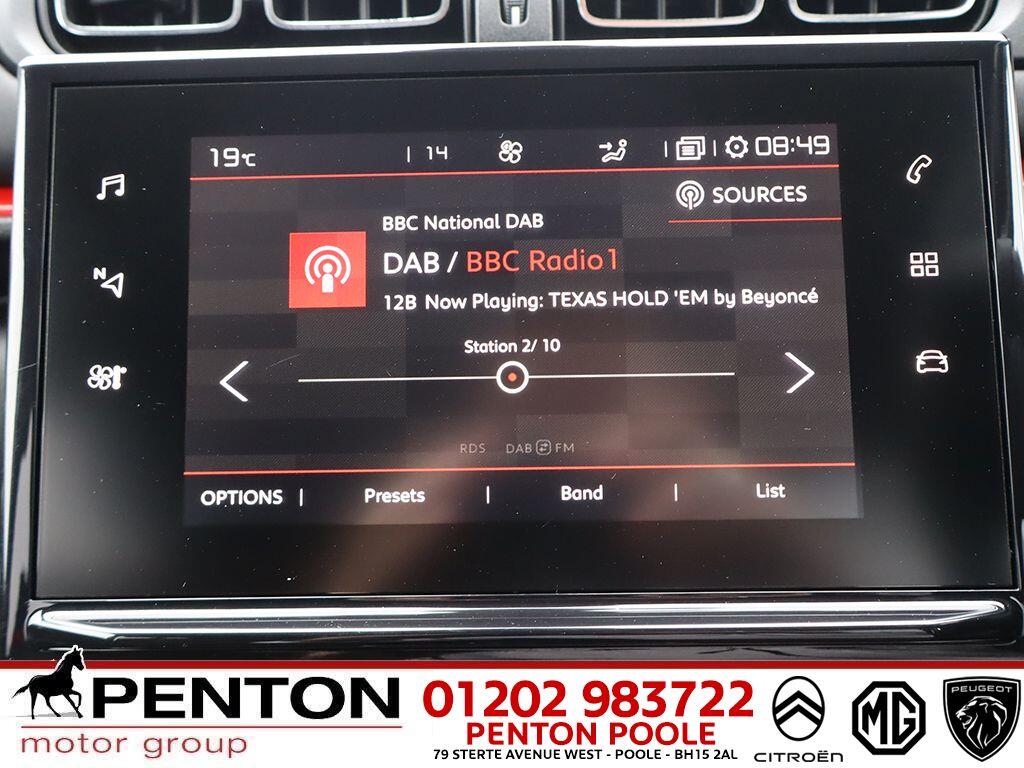 19°C | 14 | | 08:49
SOURCES
BBC National DAB
DAB / BBC Radio1
12B Now Playing: TEXAS HOLD 'EM by Beyoncé
Station 2/ 10
N
RDS DAB FM
OPTIONS | Presets | Band | List
PENTON
motor group
01202 983722
PENTON POOLE
79 STERTE AVENUE WEST - POOLE - BH15 2AL
CITROËN
MG
PEUGEOT